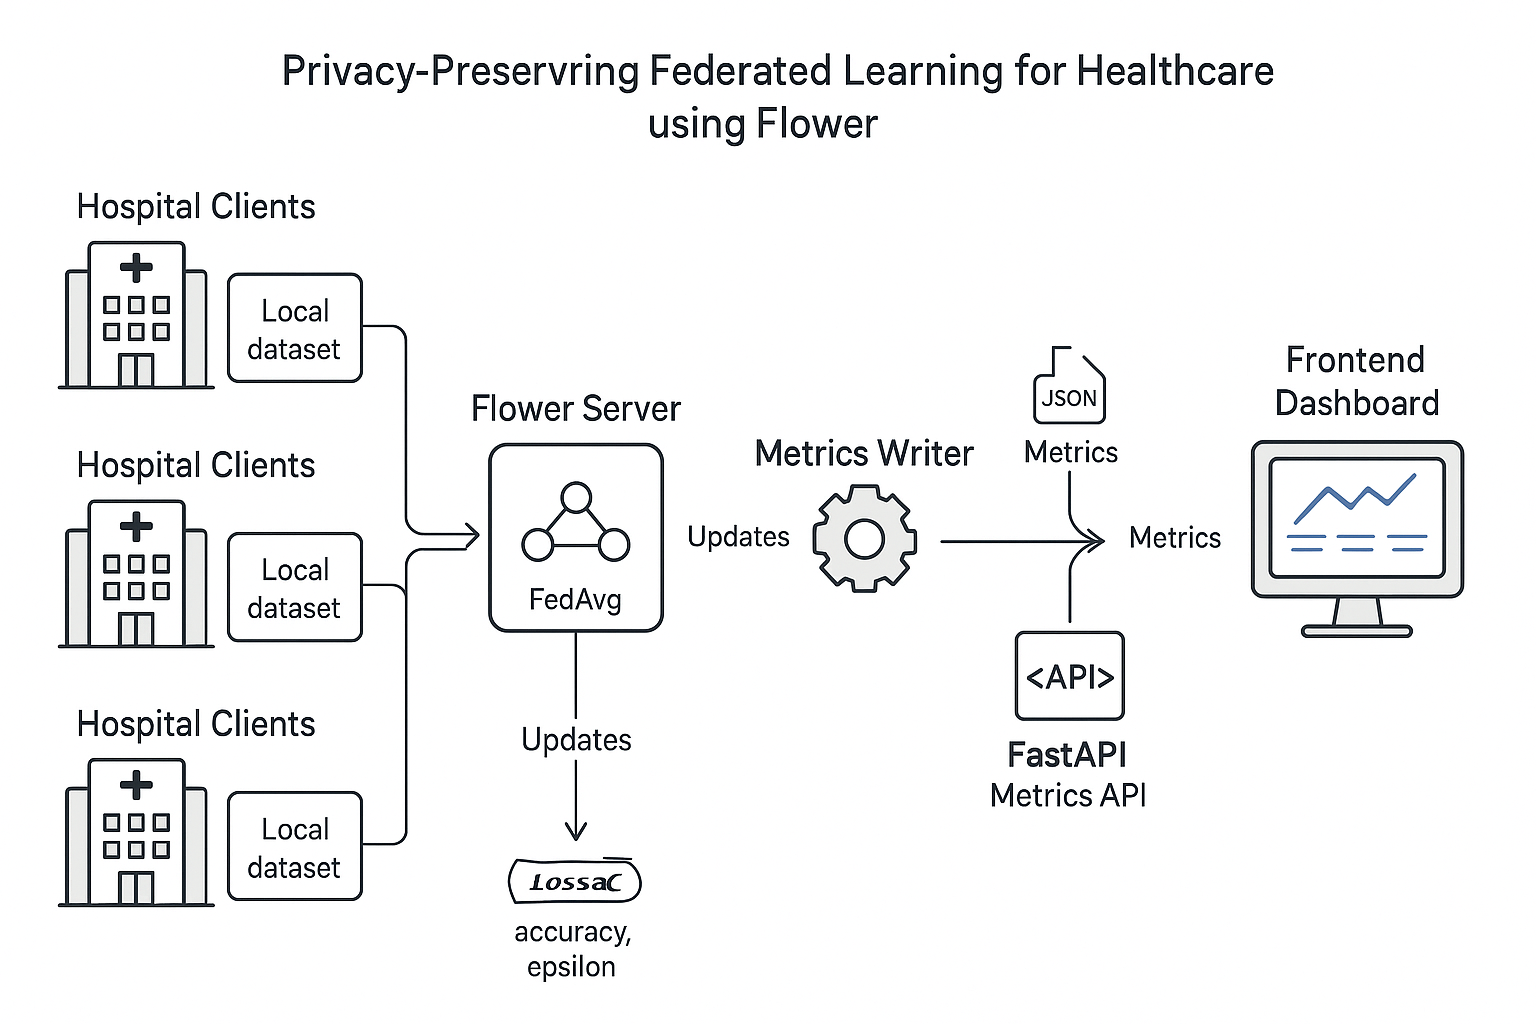 Privacy-Preservring Federated Learning for Healthcare
using Flower
Hospital Clients
Local
dataset
Hospital Clients
Local
dataset
Hospital Clients
Local
dataset
Flower Server
FedAvg
Updates
LossaC
accuracy,
epsilon
Updates
Metrics Writer
JSON
Metrics
<API>
FastAPI
Metrics API
Metrics
Frontend
Dashboard